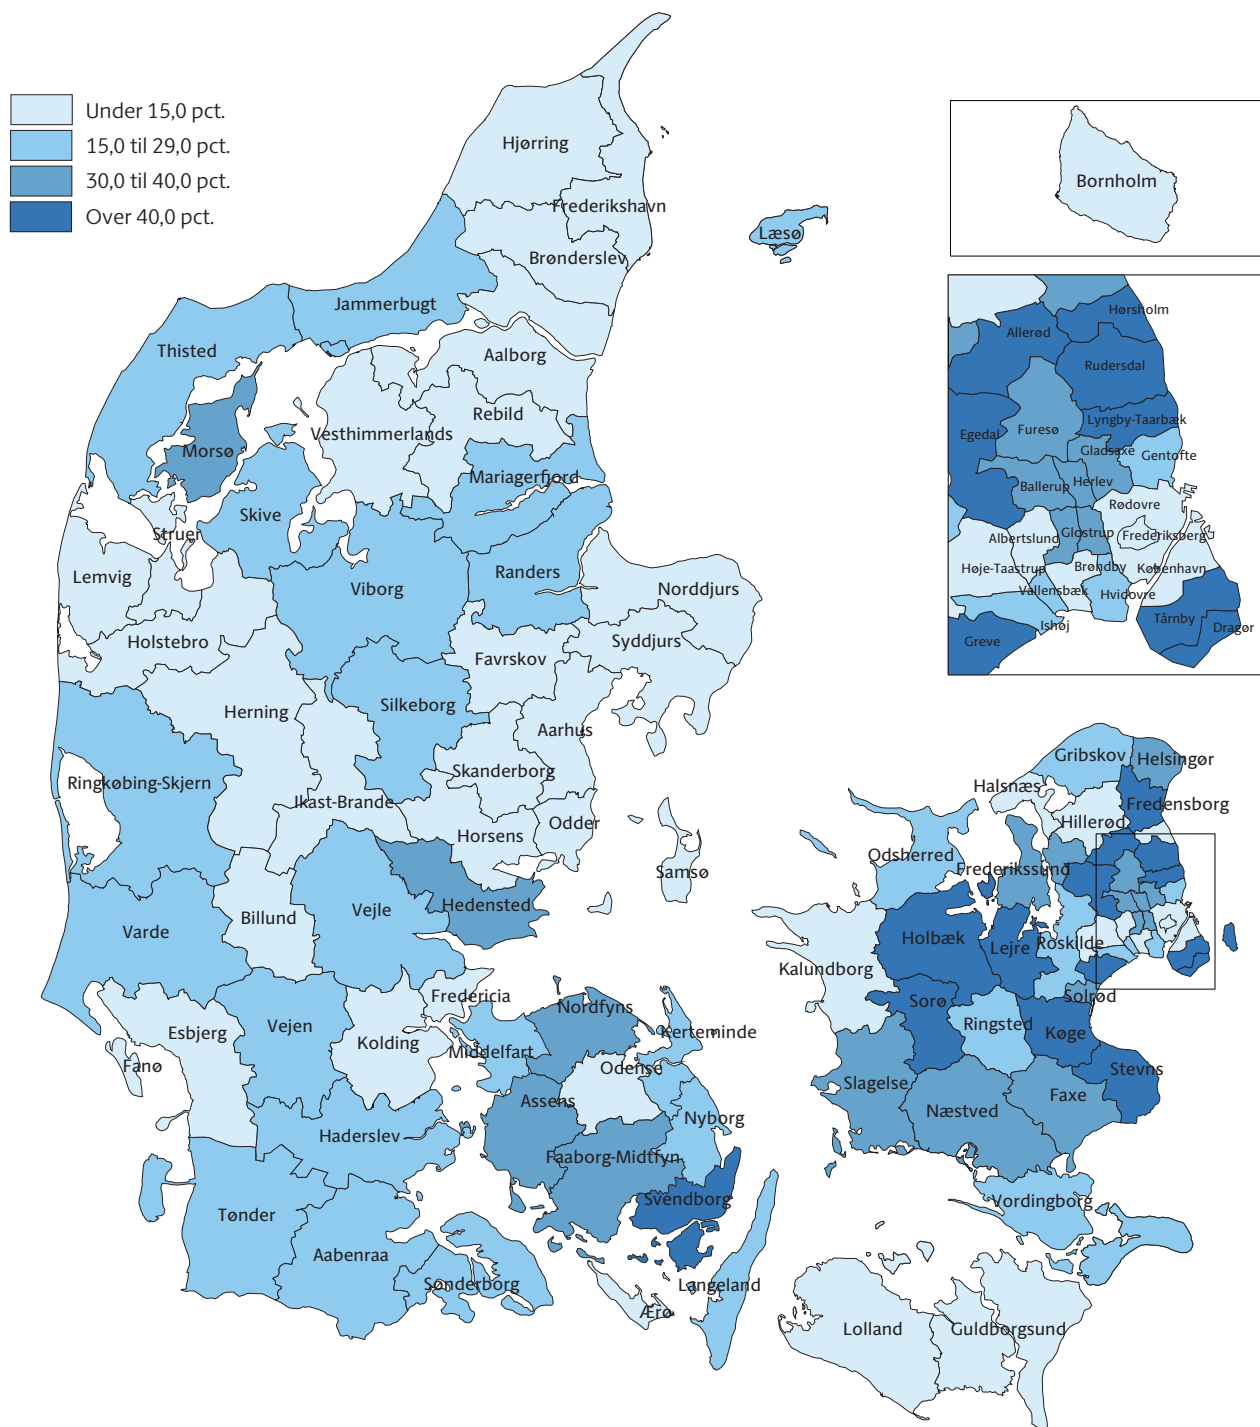 Under 15,0 pct.
15,0 til 29,0 pct.
30,0 til 40,0 pct.
Over 40,0 pct.
Hjørring
Frederikshavn
Brønderslev
Læsø
Jammerbugt
Thisted
Aalborg
Rebild
Vesthimmerlands
Morsø
Mariagerfjord
Skive
Struer
Lemvig
Viborg
Randers
Norddjurs
Holstebro
Syddjurs
Favrskov
Silkeborg
Herning
Aarhus
Skanderborg
Ringkøbing-Skjern
Ikast-Brande
Horsens
Odder
Samsø
Hedensted
Billund
Vejle
Varde
Fredericia
Esbjerg
Vejen
Kolding
Fanø
Middelfart
Nordfyns
Kerteminde
Odense
Assens
Nyborg
Haderslev
Faaborg-Midtfyn
Svendborg
Tønder
Aabenraa
Sønderborg
Langeland
Ærø
Bornholm
Hørsholm
Allerød
Rudersdal
Lyngby-Taarbæk
Egedal
Furesø
Gladsaxe
Gentofte
Ballerup
Herlev
Rødovre
Albertslund
Glostrup
Frederiksberg
Høje-Taastrup
Brøndby
København
Vallensbæk
Hvidovre
Ishøj
Tårnby
Dragør
Greve
Gribskov
Helsingør
Halsnæs
Fredensborg
Hillerød
Odsherred
Frederikssund
Holbæk
Lejre
Roskilde
Kalundborg
Solrød
Sorø
Ringsted
Køge
Stevns
Slagelse
Næstved
Faxe
Vordingborg
Lolland
Guldborgsund